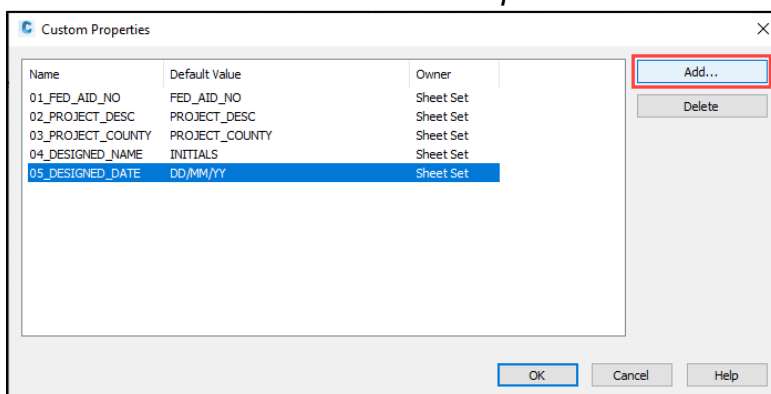 Custom Properties
Name Default Value Owner Add...
01_FED_AID_NO FED_AID_NO Sheet Set
02_PROJECT_DESC PROJECT_DESC Sheet Set Delete
03_PROJECT_COUNTY PROJECT_COUNTY Sheet Set
04_DESIGNED_NAME INITIALS Sheet Set
05_DESIGNED_DATE DD/MM/YY Sheet Set
OK Cancel Help